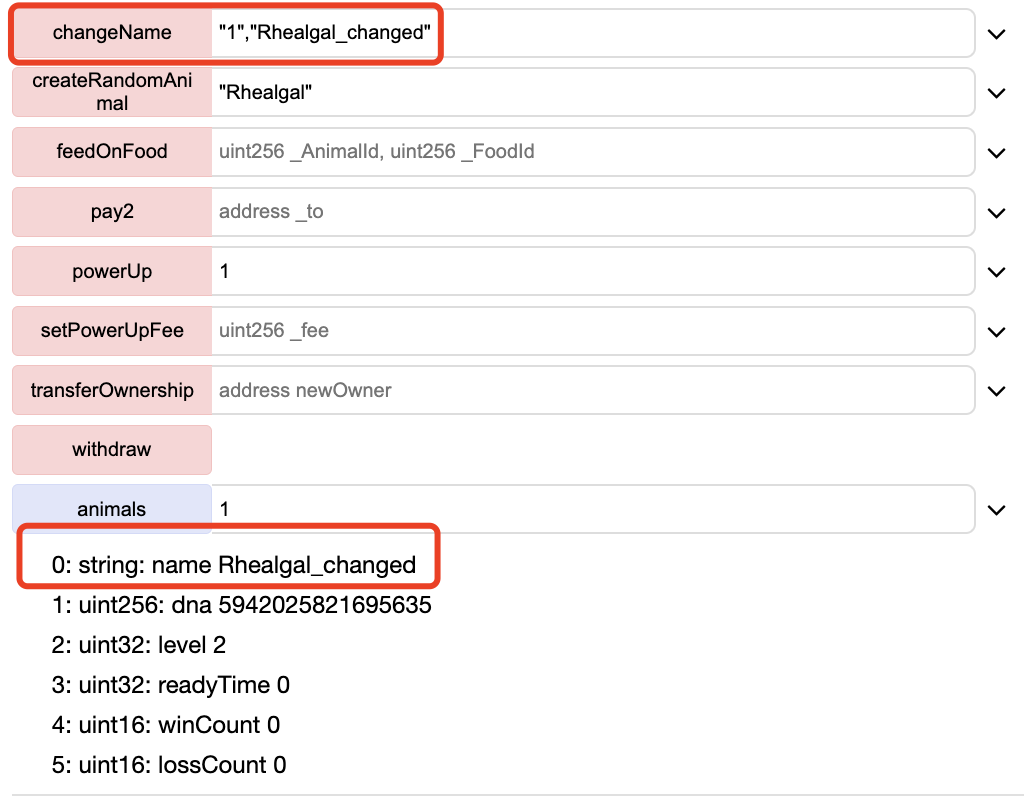 changeName "1","Rhealgal_changed"
createRandomAni
mal "Rhealgal"
feedOnFood uint256 _AnimalId, uint256 _FoodId
pay2 address _to
powerUp 1
setPowerUpFee uint256 _fee
transferOwnership address newOwner
withdraw
animals 1
0: string: name Rhealgal_changed
1: uint256: dna 5942025821695635
2: uint32: level 2
3: uint32: readyTime 0
4: uint16: winCount 0
5: uint16: lossCount 0